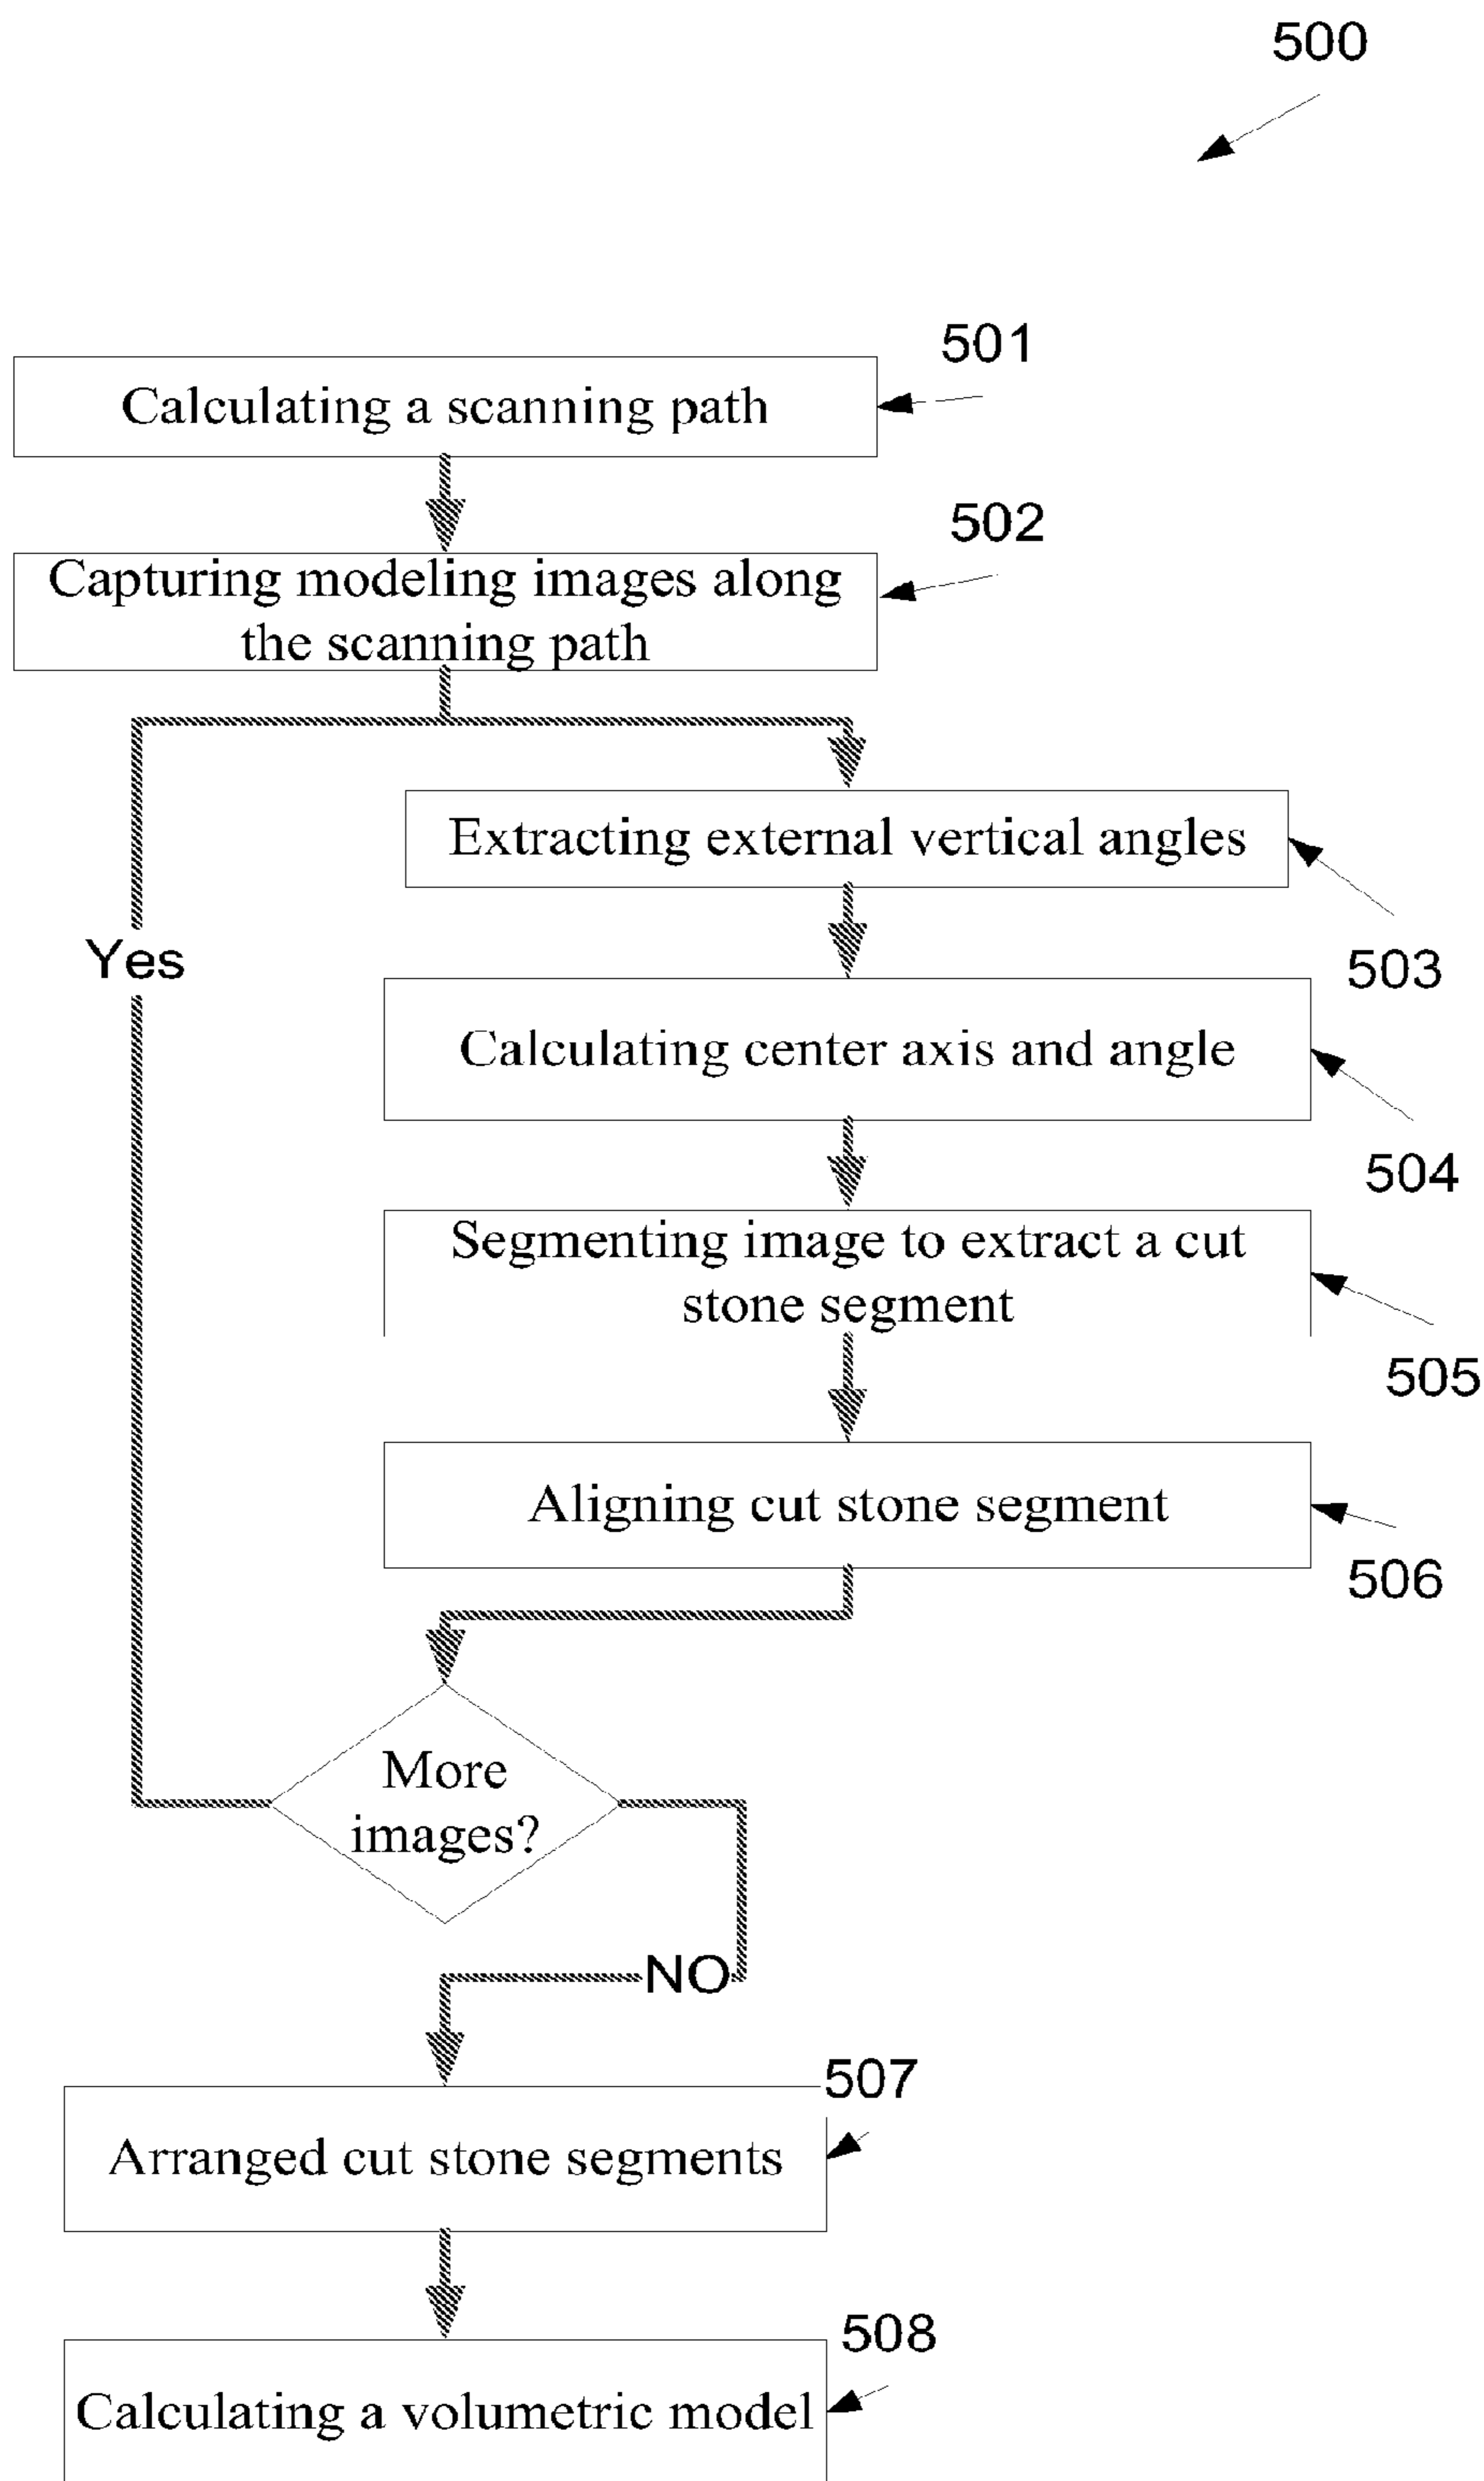 500
501
Calculating a scanning path
502
Capturing modeling images along
the scanning path
Extracting external vertical angles
Yes
503
Calculating center axis and angle
504
Segmenting image to extract a cut
stone segment
505
Aligning cut stone segment
506
More
images?
NO
507
Arranged cut stone segments
508
Calculating a volumetric model